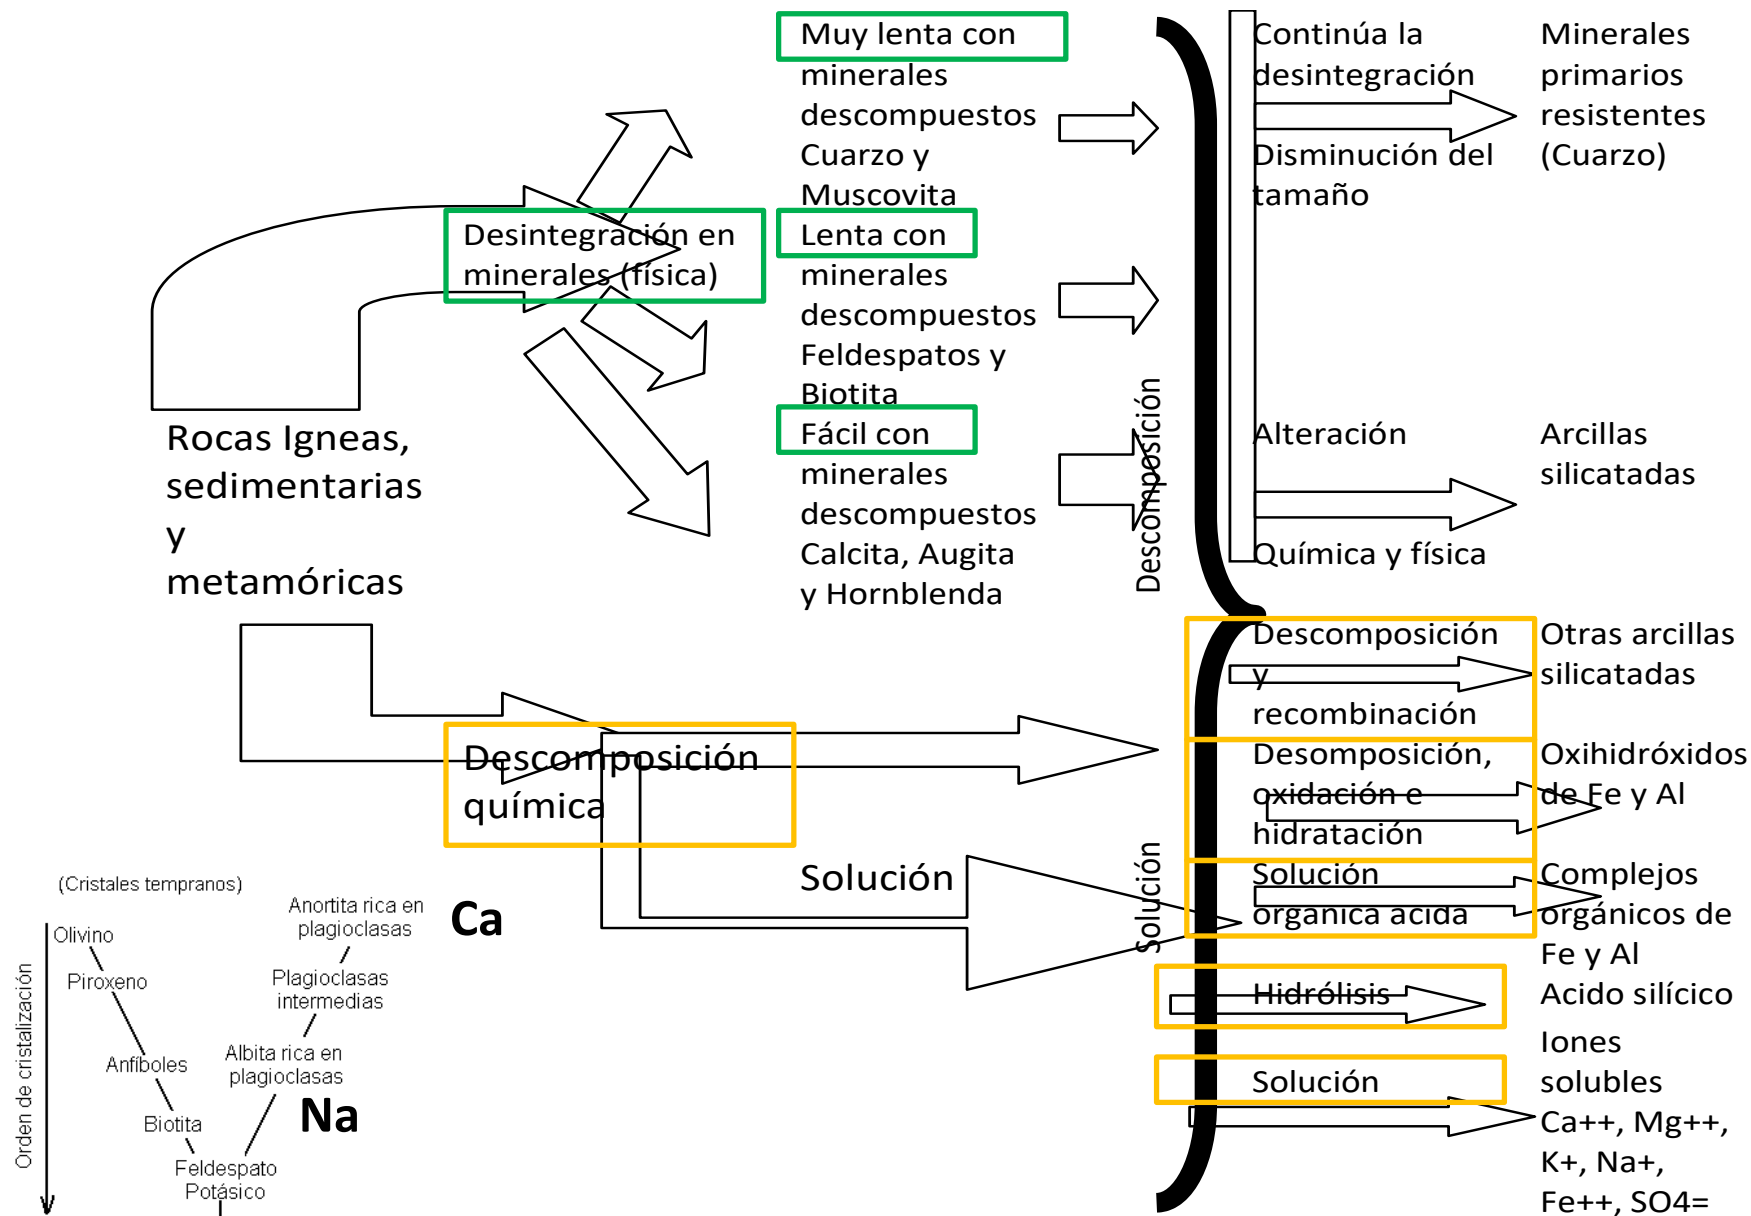 Muy lenta con
minerales
descompuestos
Cuarzo y
Muscovita
Lenta con
minerales
descompuestos
Feldespatos y
Biotita
Fácil con
minerales
descompuestos
Calcita, Augita
y Hornblenda
Desintegración en
minerales (física)
Rocas Igneas,
sedimentarias
y
metamóricas
Descomposición
química
Solución
Descomposición
Solución
Continúa la
desintegración
Disminución del
tamaño
Minerales
primarios
resistentes
(Cuarzo)
Alteración
Química y física
Arcillas
silicatadas
Descomposición
y
recombinación
Otras arcillas
silicatadas
Desomposición,
oxidación e
hidratación
Oxihidróxidos
de Fe y Al
Solución
orgánica acida
Complejos
orgánicos de
Fe y Al
Hidrólisis
Acido silícico
Solución
Iones
solubles
Ca++, Mg++,
K+, Na+,
Fe++, SO4=
(Cristales tempranos)
Orden de cristalización
Olivino
Piroxeno
Anfíboles
Biotita
Feldespato
Potásico
Anortita rica en
plagioclasas
Ca
Plagioclasas
intermedias
Albita rica en
plagioclasas
Na